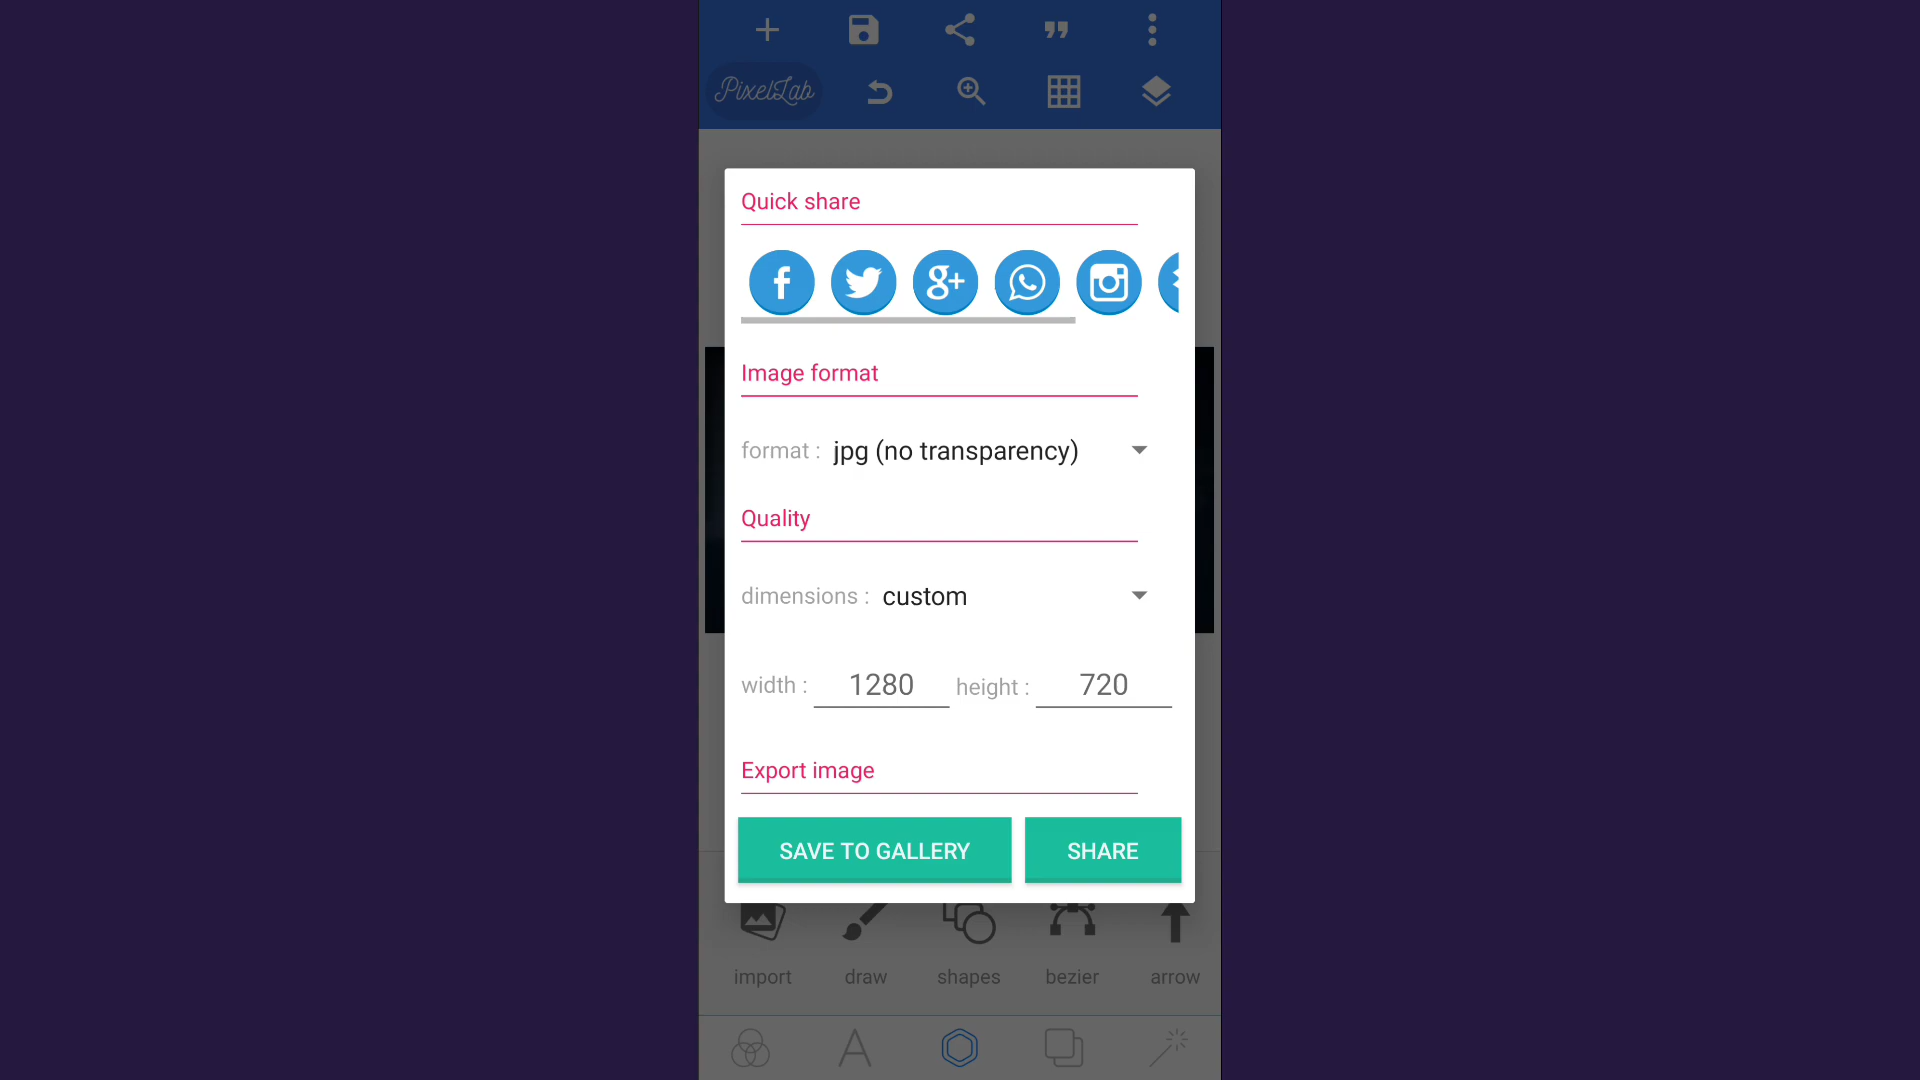 PixelLab
Quick share
Image format
format : jpg (no transparency)
Quality
dimensions : custom
width : 1280 height : 720
Export image
SAVE TO GALLERY SHARE
import draw shapes bezier arrow